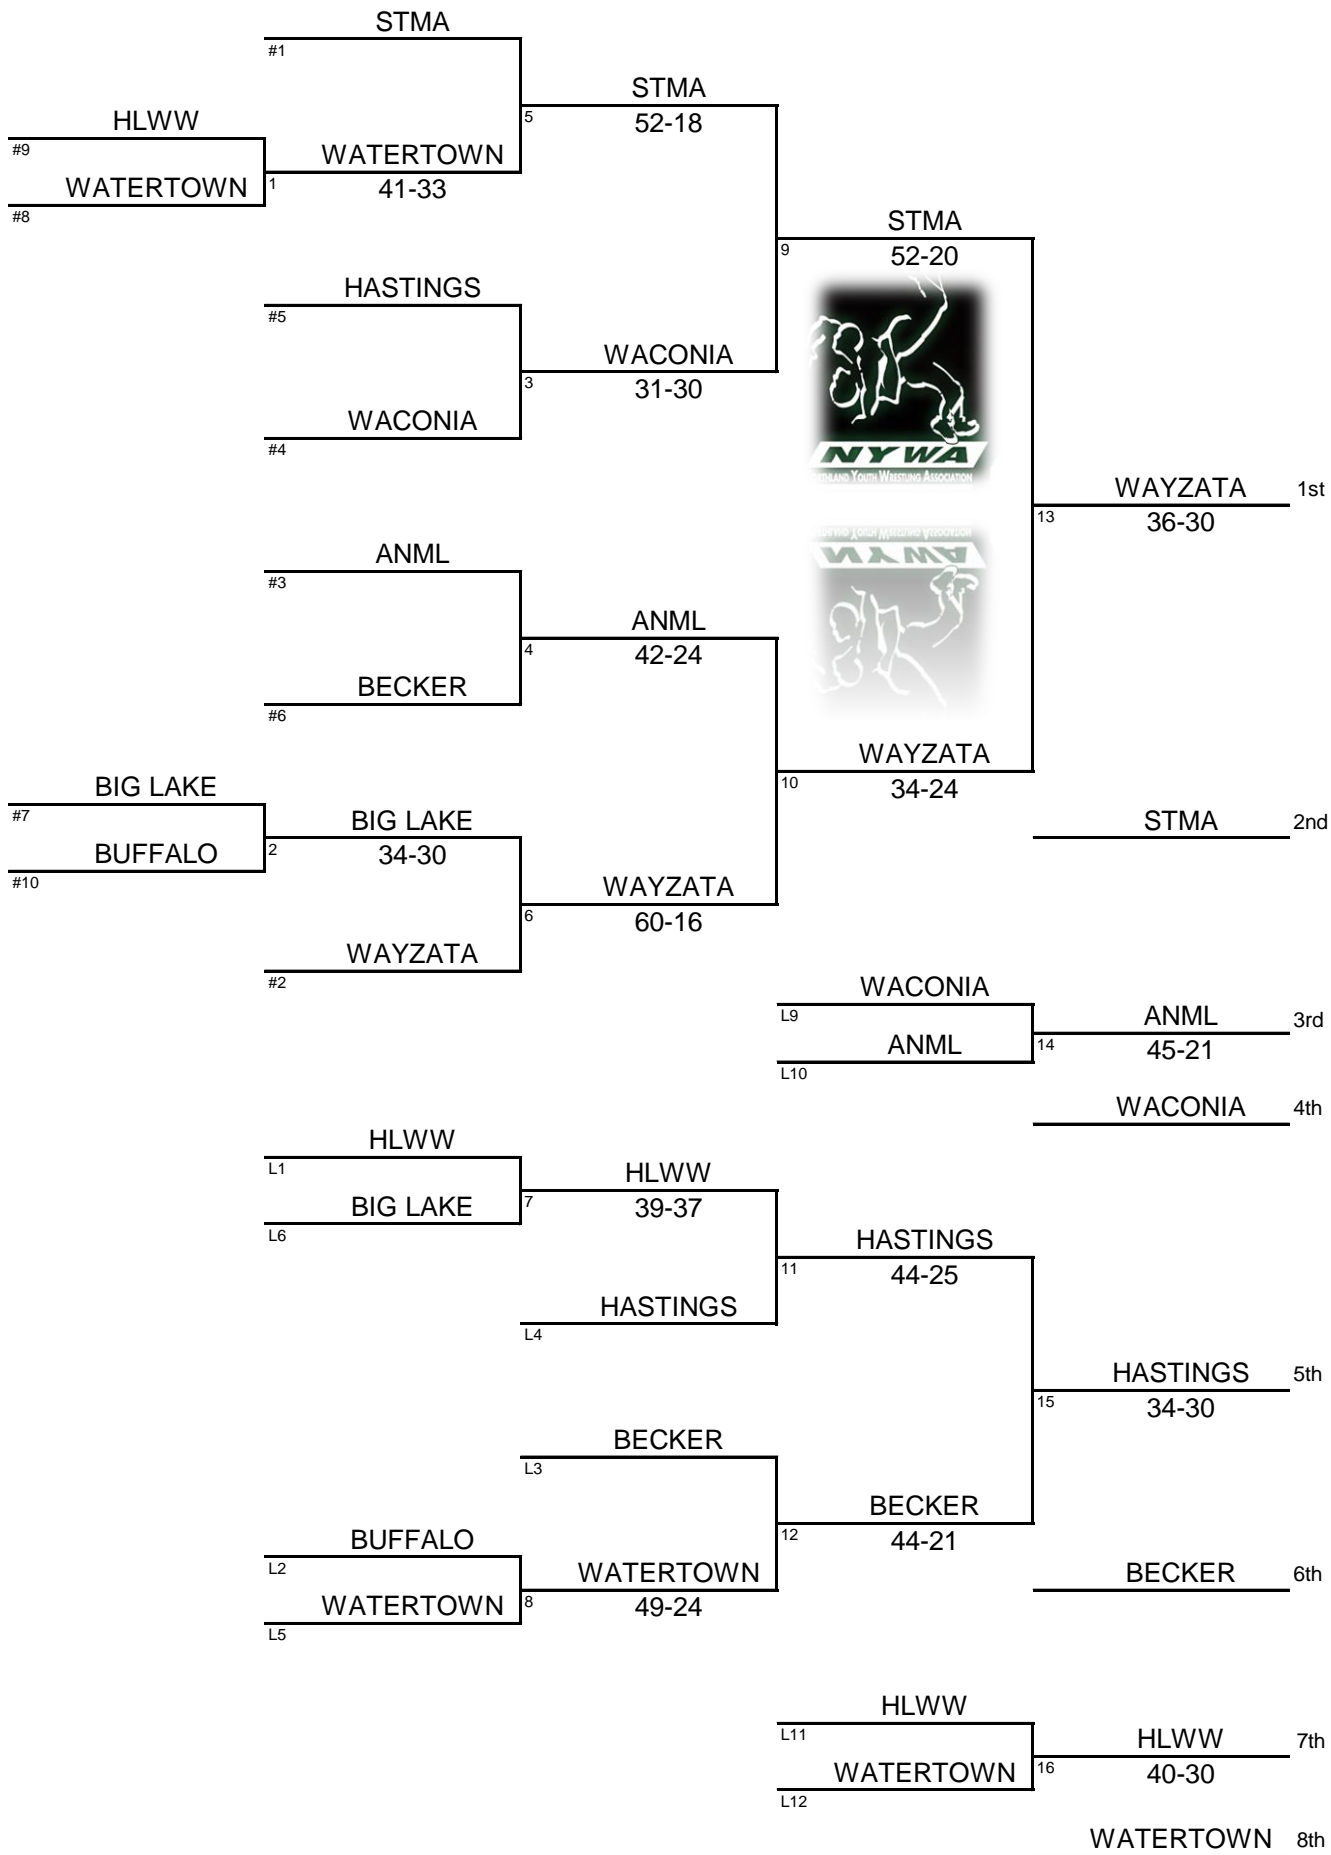 STMA
#1
STMA
5
52-18
HLWW
#9
WATERTOWN
WATERTOWN
1
41-33
#8
STMA
9
52-20
HASTINGS
#5
WACONIA
3
31-30
WACONIA
#4
NYWA
WAYZATA 1st
13
36-30
ANML
#3
ANML
4
42-24
BECKER
#6
WAYZATA
10
34-24
BIG LAKE
#7
BIG LAKE
STMA 2nd
BUFFALO
2
34-30
#10
WAYZATA
6
60-16
WAYZATA
#2
WACONIA
L9
ANML 3rd
ANML
14
45-21
L10
WACONIA 4th
HLWW
L1
HLWW
BIG LAKE
7
39-37
L6
HASTINGS
11
44-25
HASTINGS
L4
HASTINGS 5th
15
34-30
BECKER
L3
BECKER
12
44-21
BUFFALO
L2
WATERTOWN
BECKER 6th
WATERTOWN
8
49-24
L5
HLWW
L11
HLWW 7th
WATERTOWN
16
40-30
L12
WATERTOWN 8th